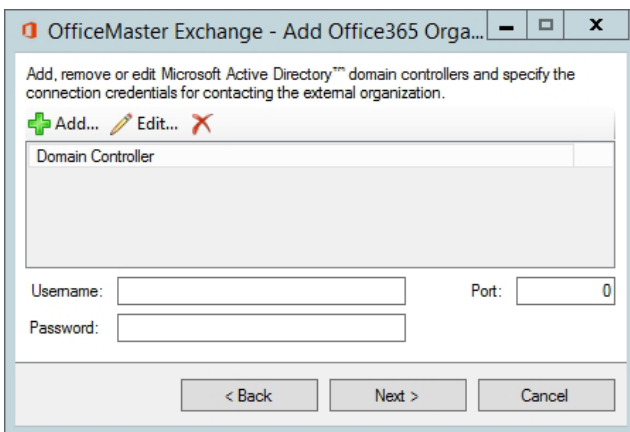 OfficeMaster Exchange - Add Office365 Orga...
Add, remove or edit Microsoft Active Directory™ domain controllers and specify the
connection credentials for contacting the external organization.
Add... Edit...
Domain Controller
Username: Port: 0
Password:
< Back Next > Cancel